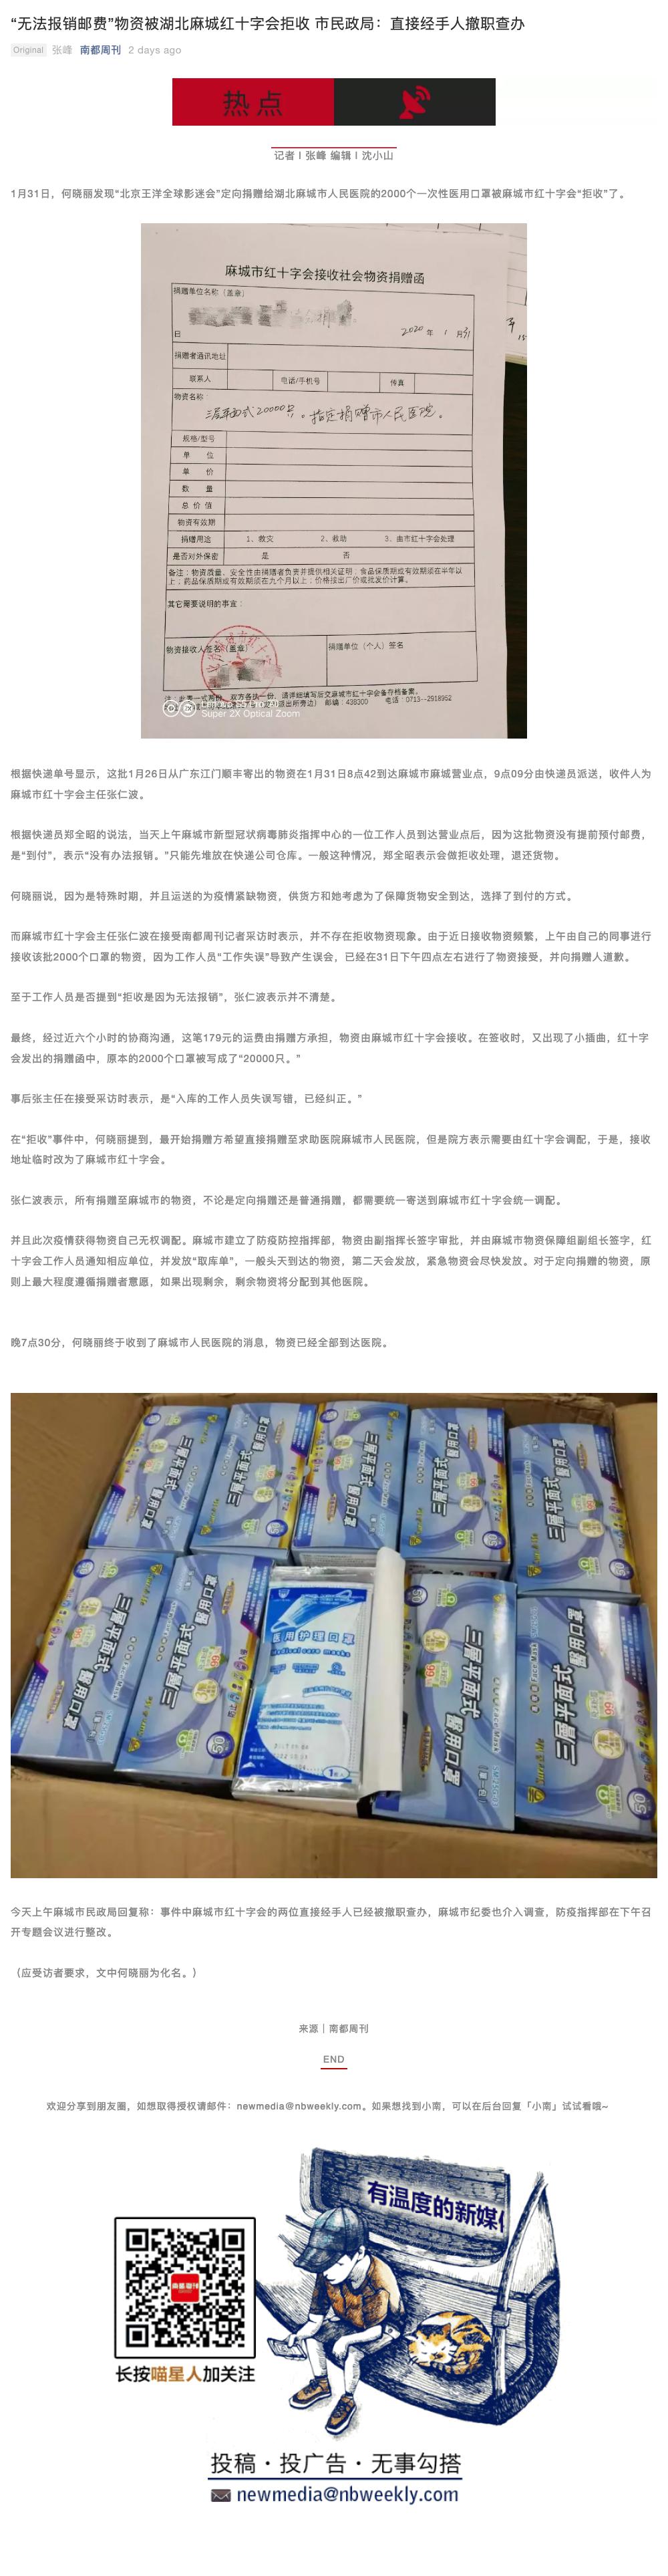 “无法报销邮费”物资被湖北麻城红十字会拒收 市民政局：直接经手人撤职查办
Original 张峰 南都周刊 2 days ago
热点
记者 | 张峰 编辑 | 沈小山
1月31日，何晓丽发现“北京王洋全球影迷会”定向捐赠给湖北麻城市人民医院的2000个一次性医用口罩被麻城市红十字会“拒收”了。
麻城市红十字会接收社会物资捐赠函
捐赠单位名称（盖章）
2020 年 1 月31
日
捐赠者通讯地址
联系人 电话/手机号 传真
物资名称：
三层平面式20000只。指定捐赠市人民医院。
规格/型号
单 位
单 价
数 量
总 价 值
物资有效期
捐赠用途 1、救灾 2、救助 3、由市红十字会处理
是否对外保密 是 否
备注：物资质量、安全性由捐赠者负责并提供相关证明；食品保质期或有效期须在半年以
上；药品保质期或有效期须在九个月以上；价格按出厂价或批发价计算。
其它需要说明的事宜：
物资接收人签名（盖章） 捐赠单位（个人）签名
注：此表一式两份，双方各执一份，请详细填写后交麻城市红十字会备存档备案。
派出所旁边） 邮编：438300 电话：0713--2918952
Super 2X Optical Zoom
根据快递单号显示，这批1月26日从广东江门顺丰寄出的物资在1月31日8点42到达麻城市麻城营业点，9点09分由快递员派送，收件人为
麻城市红十字会主任张仁波。
根据快递员郑全昭的说法，当天上午麻城市新型冠状病毒肺炎指挥中心的一位工作人员到达营业点后，因为这批物资没有提前预付邮费，
是“到付”，表示“没有办法报销。”只能先堆放在快递公司仓库。一般这种情况，郑全昭表示会做拒收处理，退还货物。
何晓丽说，因为是特殊时期，并且运送的为疫情紧缺物资，供货方和她考虑为了保障货物安全到达，选择了到付的方式。
而麻城市红十字会主任张仁波在接受南都周刊记者采访时表示，并不存在拒收物资现象。由于近日接收物资频繁，上午由自己的同事进行
接收该批2000个口罩的物资，因为工作人员“工作失误”导致产生误会，已经在31日下午四点左右进行了物资接受，并向捐赠人道歉。
至于工作人员是否提到“拒收是因为无法报销”，张仁波表示并不清楚。
最终，经过近六个小时的协商沟通，这笔179元的运费由捐赠方承担，物资由麻城市红十字会接收。在签收时，又出现了小插曲，红十字
会发出的捐赠函中，原本的2000个口罩被写成了“20000只。”
事后张主任在接受采访时表示，是“入库的工作人员失误写错，已经纠正。”
在“拒收”事件中，何晓丽提到，最开始捐赠方希望直接捐赠至求助医院麻城市人民医院，但是院方表示需要由红十字会调配，于是，接收
地址临时改为了麻城市红十字会。
张仁波表示，所有捐赠至麻城市的物资，不论是定向捐赠还是普通捐赠，都需要统一寄送到麻城市红十字会统一调配。
并且此次疫情获得物资自己无权调配。麻城市建立了防疫防控指挥部，物资由副指挥长签字审批，并由麻城市物资保障组副组长签字，红
十字会工作人员通知相应单位，并发放“取库单”，一般头天到达的物资，第二天会发放，紧急物资会尽快发放。对于定向捐赠的物资，原
则上最大程度遵循捐赠者意愿，如果出现剩余，剩余物资将分配到其他医院。
晚7点30分，何晓丽终于收到了麻城市人民医院的消息，物资已经全部到达医院。
三层平面式
医用口罩
医用护理口罩
Medical care masks
1
50
今天上午麻城市民政局回复称：事件中麻城市红十字会的两位直接经手人已经被撤职查办，麻城市纪委也介入调查，防疫指挥部在下午召
开专题会议进行整改。
（应受访者要求，文中何晓丽为化名。）
来源｜南都周刊
END
欢迎分享到朋友圈，如想取得授权请邮件：newmedia@nbweekly.com。如果想找到小南，可以在后台回复「小南」试试看哦~
有温度的新媒
南都周刊
长按喵星人加关注
投稿·投广告·无事勾搭
newmedia@nbweekly.com